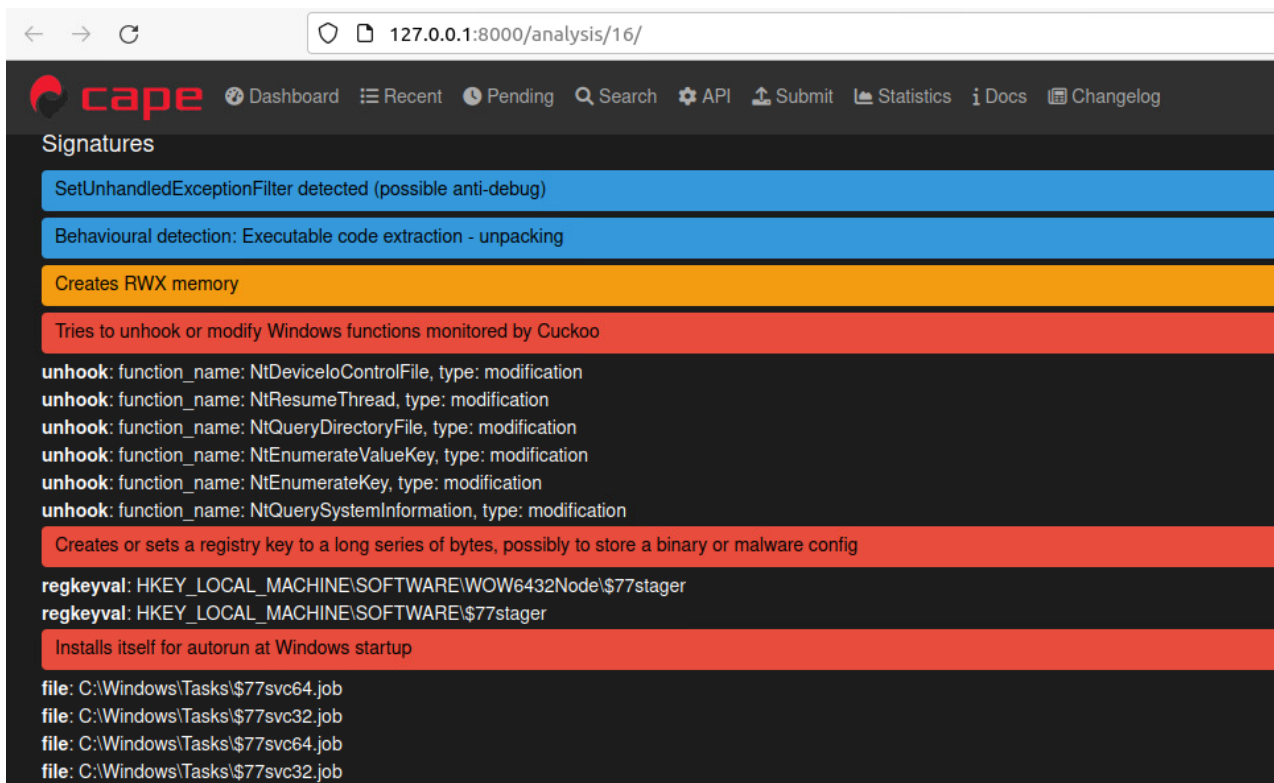 127.0.0.1:8000/analysis/16/
cape Dashboard Recent Pending Search API Submit Statistics Docs Changelog
Signatures
SetUnhandledExceptionFilter detected (possible anti-debug)
Behavioural detection: Executable code extraction - unpacking
Creates RWX memory
Tries to unhook or modify Windows functions monitored by Cuckoo
unhook: function_name: NtDeviceIoControlFile, type: modification
unhook: function_name: NtResumeThread, type: modification
unhook: function_name: NtQueryDirectoryFile, type: modification
unhook: function_name: NtEnumerateValueKey, type: modification
unhook: function_name: NtEnumerateKey, type: modification
unhook: function_name: NtQuerySystemInformation, type: modification
Creates or sets a registry key to a long series of bytes, possibly to store a binary or malware config
regkeyval: HKEY_LOCAL_MACHINE\SOFTWARE\WOW6432Node\$77stager
regkeyval: HKEY_LOCAL_MACHINE\SOFTWARE\$77stager
Installs itself for autorun at Windows startup
file: C:\Windows\Tasks\$77svc64.job
file: C:\Windows\Tasks\$77svc32.job
file: C:\Windows\Tasks\$77svc64.job
file: C:\Windows\Tasks\$77svc32.job